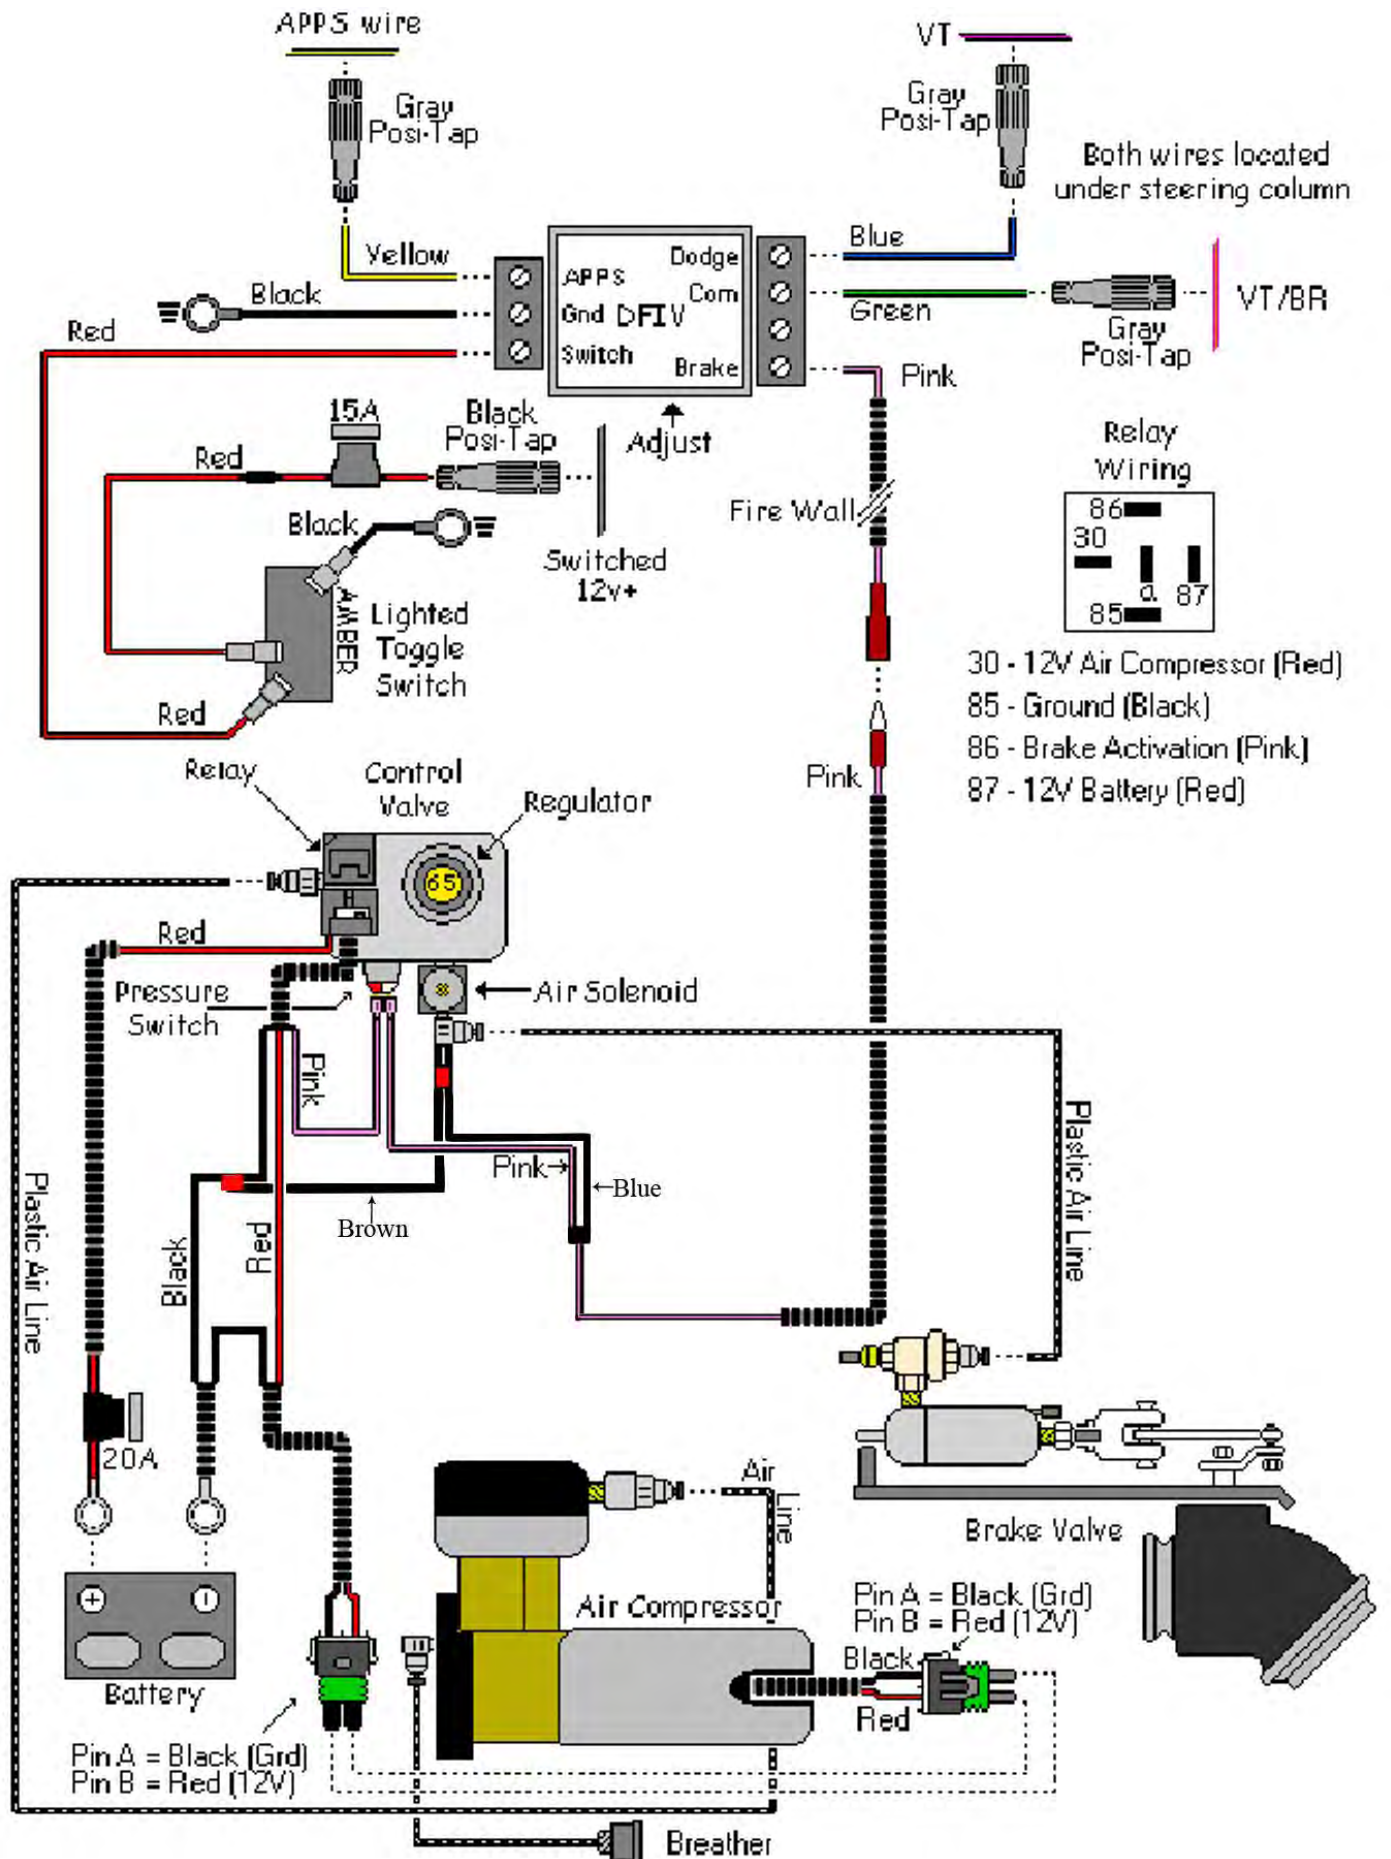 APPS wire
VT
Gray
Posi-Tap
Gray
Posi-Tap
Both wires located
under steering column
Yellow
Blue
Dodge
APPS
Com
Black
Gnd DFIV
Green
VT/BR
Gray
Posi-Tap
Red
Switch
Brake
Pink
15A
Black
Posi-Tap
Adjust
Red
Relay
Wiring
86
30
a
87
85
Black
Fire Wall
Switched
12v+
AMBER
Lighted
Toggle
Switch
30 - 12V Air Compressor (Red)
85 - Ground (Black)
86 - Brake Activation (Pink)
87 - 12V Battery (Red)
Red
Relay
Control
Valve
Regulator
Pink
65
Red
Pressure
Switch
Air Solenoid
Pink
Plastic Air Line
Pink
Blue
Brown
Black
Red
Plastic Air Line
20A
Air
Line
Brake Valve
Air Compressor
Pin A = Black (Grd)
Pin B = Red (12V)
Black
Red
+
-
Battery
Pin A = Black (Grd)
Pin B = Red (12V)
Breather